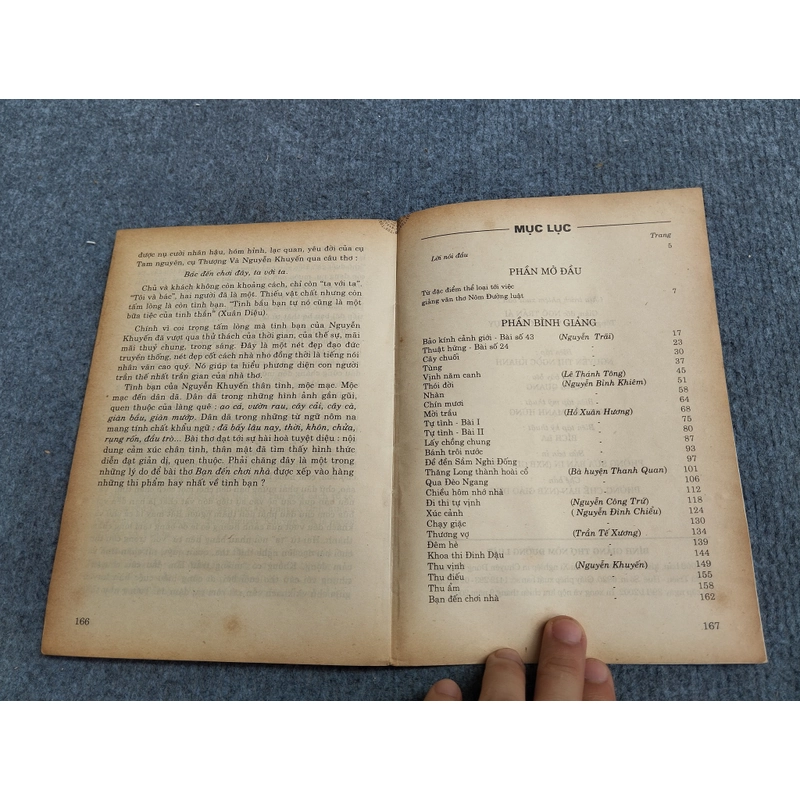 được nụ cười nhân hậu, hóm hỉnh, lạc quan, yêu đời của cụ
Tam nguyên, cụ Thượng Và Nguyễn Khuyến qua câu thơ :
Bác đến chơi đây, ta với ta.
Chủ và khách không còn khoảng cách, chỉ còn "ta với ta".
"Tôi và bác", hai người đã là một. Thiếu vật chất nhưng còn
tấm lòng, còn tình bạn. "Tình bầu bạn tự nó cũng là một
bữa tiệc của tinh thần" (Xuân Diệu).
Chính vì coi trọng tấm lòng mà tình bạn của Nguyễn
Khuyến đã vượt qua thử thách của thời gian, của thế sự, mãi
mãi thuỷ chung, trong sáng. Đây là một nét đẹp đạo đức
truyền thống, nét đẹp cốt cách nhà nho đồng thời là tiếng nói
nhân văn cao quý. Nó giúp ta hiểu phương diện con người
trần thế nhất trần gian của nhà thơ.
Tình bạn của Nguyễn Khuyến thân tình, mộc mạc. Mộc
mạc đến dân dã. Dân dã trong những hình ảnh gần gũi,
quen thuộc của làng quê : ao cá, vườn rau, cây cải, cây cà,
giàn bầu, giàn mướp. Dân dã trong những từ ngữ nôm na
mang tính chất khẩu ngữ : đã bấy lâu nay, thời, khôn, chửa,
rụng rốn, đầu trò... Bài thơ đạt tới sự hài hoà tuyệt diệu : nội
dung cảm xúc chân tình, thân mật đã tìm thấy hình thức
diễn đạt giản dị, quen thuộc. Phải chăng đây là một trong
những lý do để bài thơ Bạn đến chơi nhà được xếp vào hàng
những thi phẩm hay nhất về tình bạn ?
166
MỤC LỤC
Trang
Lời nói đầu 5
PHẦN MỞ ĐẦU
Từ đặc điểm thể loại tới việc
giảng văn thơ Nôm Đường luật 7
PHẦN BÌNH GIẢNG
Bảo kính cảnh giới - Bài số 43 (Nguyễn Trãi) 17
Thuật hứng - Bài số 24 - 23
Cây chuối - 30
Tùng - 37
Vịnh năm canh (Lê Thánh Tông) 45
Thói đời (Nguyễn Bỉnh Khiêm) 51
Nhàn - 58
Chín mươi - 64
Mời trầu (Hồ Xuân Hương) 68
Tự tình - Bài I - 75
Tự tình - Bài II - 80
Lấy chồng chung - 87
Bánh trôi nước - 93
Đề đền Sầm Nghi Đống - 97
Thăng Long thành hoài cổ (Bà huyện Thanh Quan) 101
Qua Đèo Ngang - 106
Chiều hôm nhớ nhà - 112
Đi thi tự vịnh (Nguyễn Công Trứ) 118
Xúc cảnh (Nguyễn Đình Chiểu) 124
Chạy giặc - 130
Thương vợ (Trần Tế Xương) 134
Đêm hè - 139
Khoa thi Đinh Dậu - 144
Thu vịnh (Nguyễn Khuyến) 149
Thu điếu - 155
Thu ẩm - 158
Bạn đến chơi nhà - 162
167